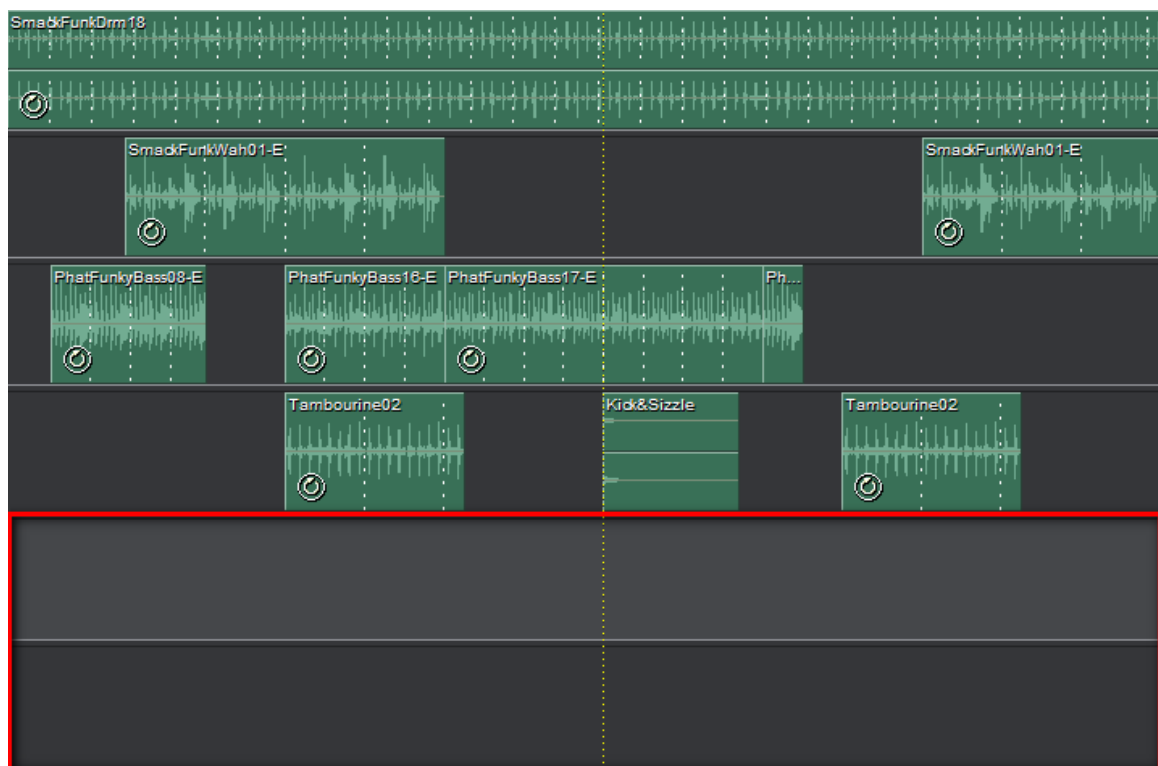 SmackFunkDrm18
SmackFunkWah01-E
SmackFunkWah01-E
PhatFunkyBass08-E
PhatFunkyBass16-E
PhatFunkyBass17-E
Ph...
Tambourine02
Kick&Sizzle
Tambourine02